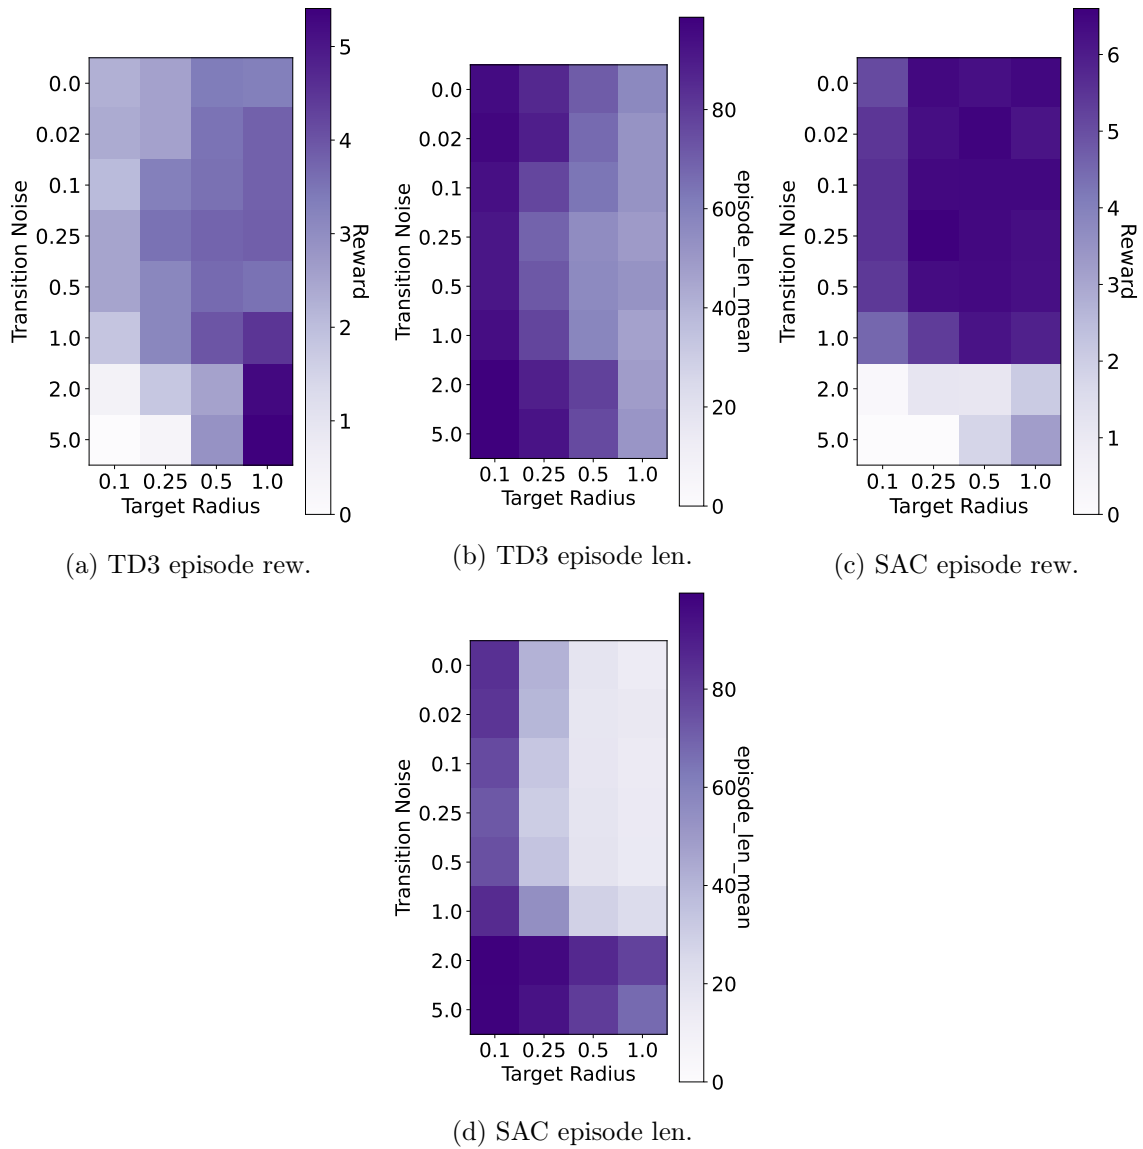 Transition Noise
0.0
0.02
0.1
0.25
0.5
1.0
2.0
5.0
0.1 0.25 0.5 1.0
Target Radius
5
4
3
2
1
0
Reward
(a) TD3 episode rew.
Transition Noise
0.0
0.02
0.1
0.25
0.5
1.0
2.0
5.0
0.1 0.25 0.5 1.0
Target Radius
80
60
40
20
0
episode_len_mean
(b) TD3 episode len.
Transition Noise
0.0
0.02
0.1
0.25
0.5
1.0
2.0
5.0
0.1 0.25 0.5 1.0
Target Radius
6
5
4
3
2
1
0
Reward
(c) SAC episode rew.
Transition Noise
0.0
0.02
0.1
0.25
0.5
1.0
2.0
5.0
0.1 0.25 0.5 1.0
Target Radius
80
60
40
20
0
episode_len_mean
(d) SAC episode len.